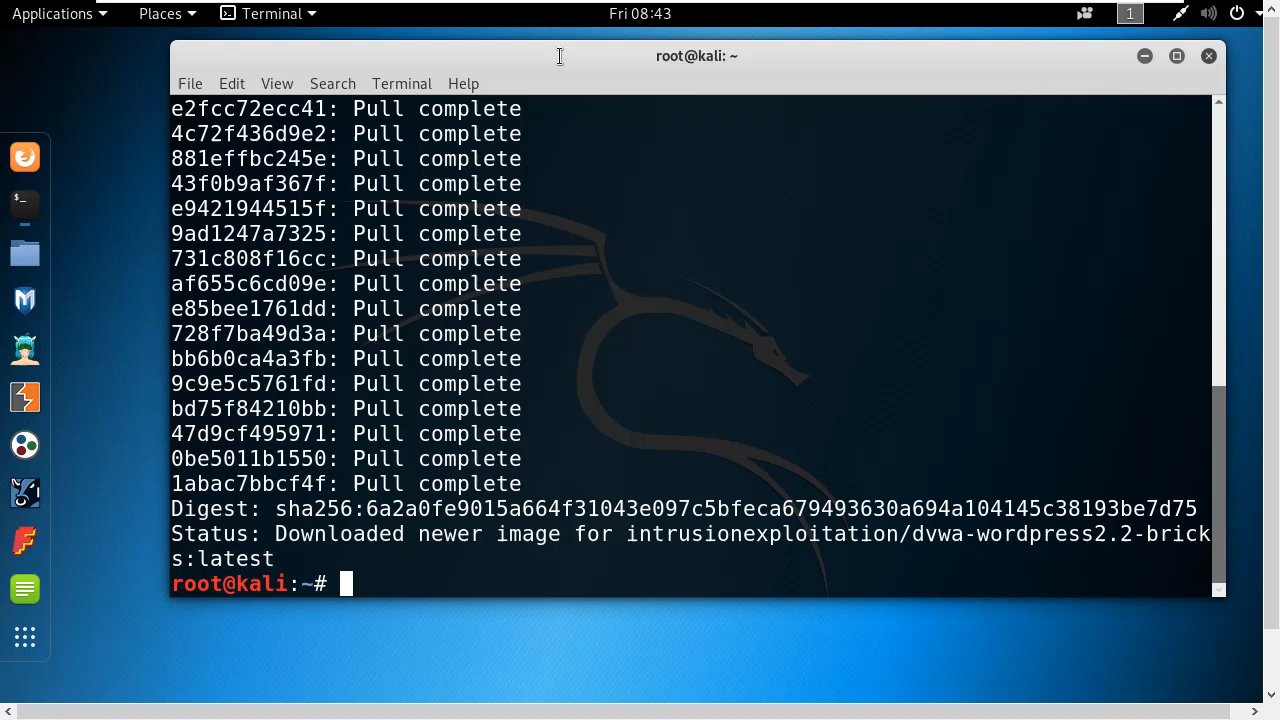 Applications Places Terminal Fri 08:43 1
root@kali: ~
File Edit View Search Terminal Help
e2fcc72ecc41: Pull complete
4c72f436d9e2: Pull complete
881effbc245e: Pull complete
43f0b9af367f: Pull complete
e9421944515f: Pull complete
9ad1247a7325: Pull complete
731c808f16cc: Pull complete
af655c6cd09e: Pull complete
e85bee1761dd: Pull complete
728f7ba49d3a: Pull complete
bb6b0ca4a3fb: Pull complete
9c9e5c5761fd: Pull complete
bd75f84210bb: Pull complete
47d9cf495971: Pull complete
0be5011b1550: Pull complete
1abac7bbcf4f: Pull complete
Digest: sha256:6a2a0fe9015a664f31043e097c5bfeca679493630a694a104145c38193be7d75
Status: Downloaded newer image for intrusionexploitation/dvwa-wordpress2.2-brick
s:latest
root@kali:~#